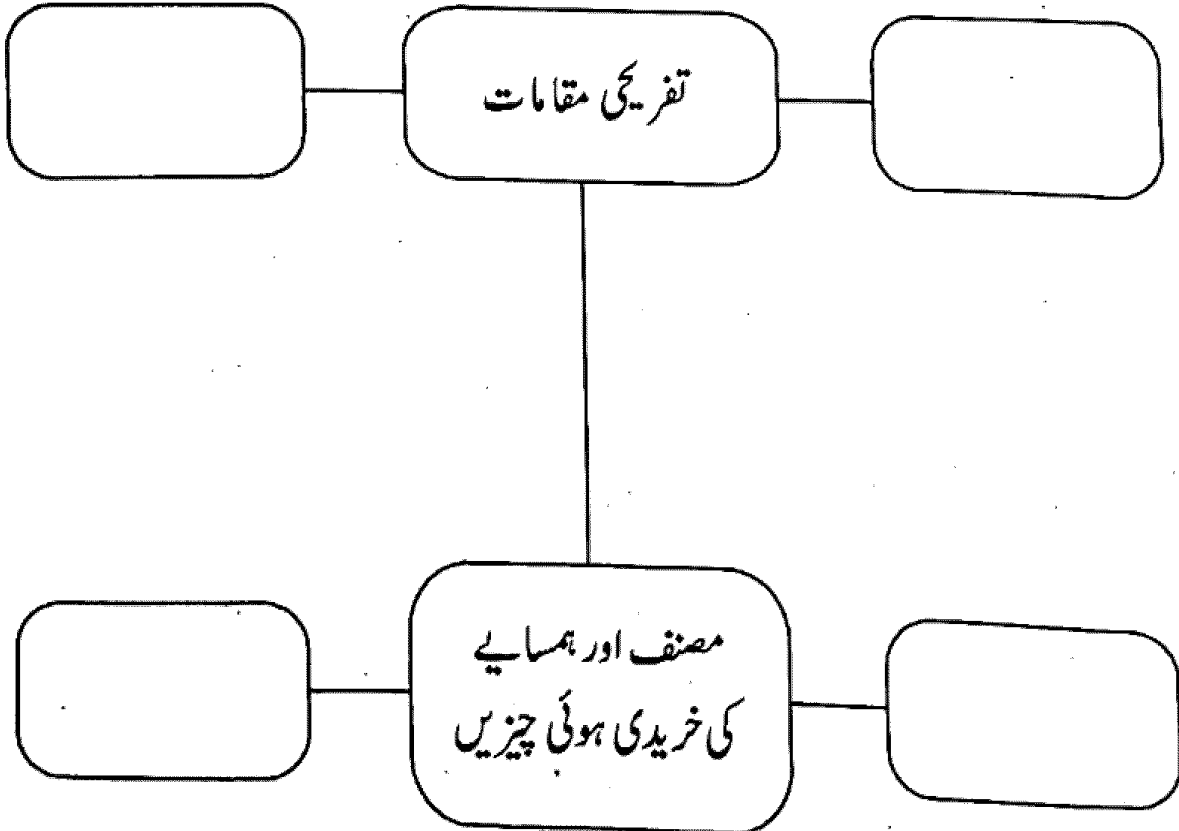 تفریحی مقامات
مصنف اور ہمسایے
کی خریدی ہوئی چیزیں